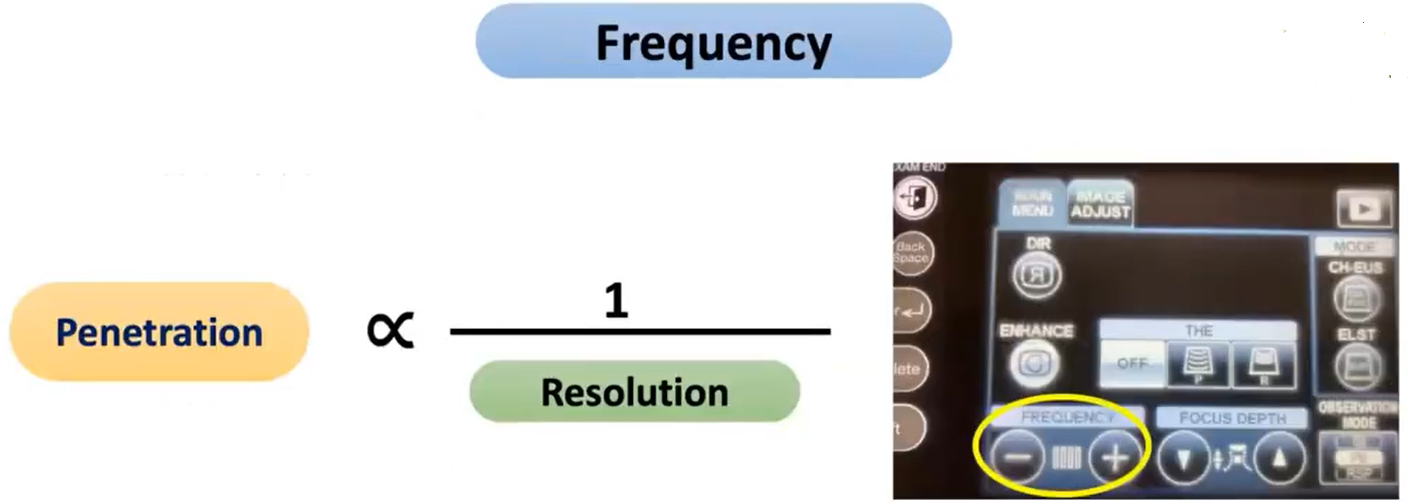 Frequency
Penetration
∝
1
Resolution
EXAM END
Back
Space
MAIN
MENU
IMAGE
ADJUST
DIR
ENHANCE
THE
OFF
P
R
MODE
CH-EUS
ELST
FREQUENCY
FOCUS DEPTH
OBSERVATION
MODE